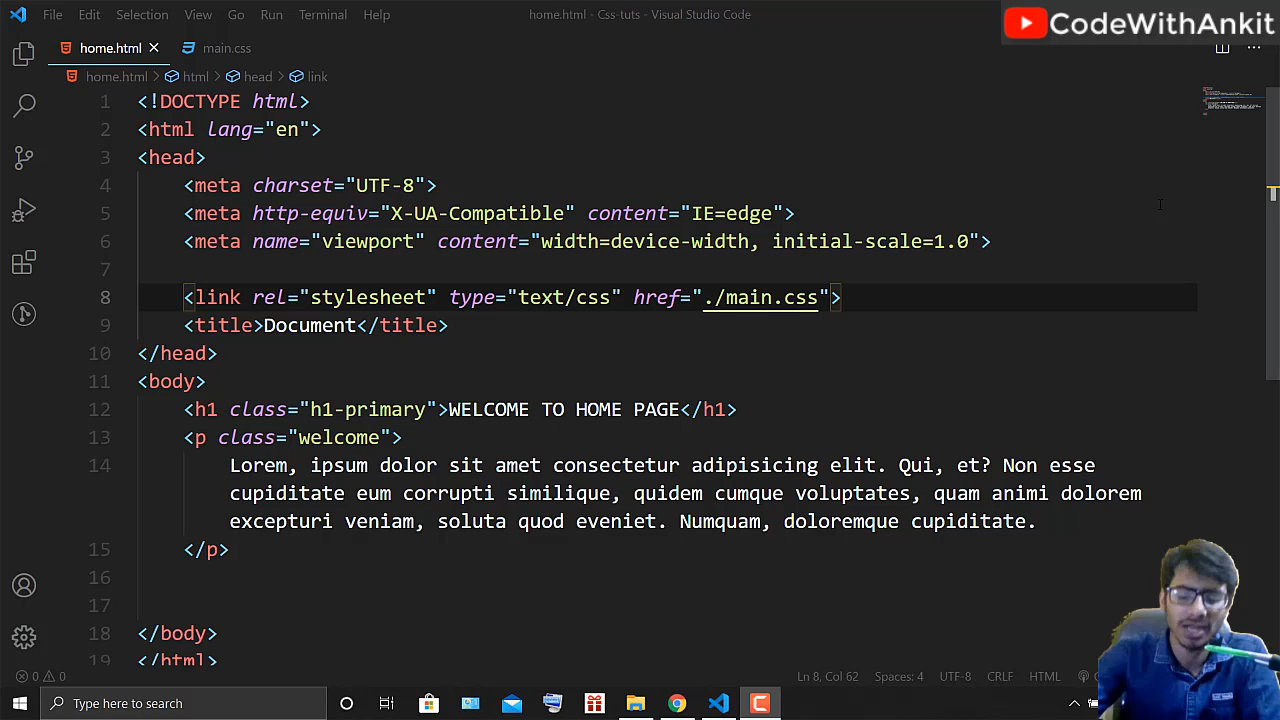 File Edit Selection View Go Run Terminal Help home.html - Css-tuts - Visual Studio Code
CodeWithAnkit
home.html main.css
home.html > html > head > link
1 <!DOCTYPE html>
2 <html lang="en">
3 <head>
4 <meta charset="UTF-8">
5 <meta http-equiv="X-UA-Compatible" content="IE=edge">
6 <meta name="viewport" content="width=device-width, initial-scale=1.0">
7
8 <link rel="stylesheet" type="text/css" href="./main.css">
9 <title>Document</title>
10 </head>
11 <body>
12 <h1 class="h1-primary">WELCOME TO HOME PAGE</h1>
13 <p class="welcome">
14 Lorem, ipsum dolor sit amet consectetur adipisicing elit. Qui, et? Non esse
cupiditate eum corrupti similique, quidem cumque voluptates, quam animi dolorem
excepturi veniam, soluta quod eveniet. Numquam, doloremque cupiditate.
15 </p>
16
17
18 </body>
19 </html>
0 0 Ln 8, Col 62 Spaces: 4 UTF-8 CRLF HTML
Type here to search